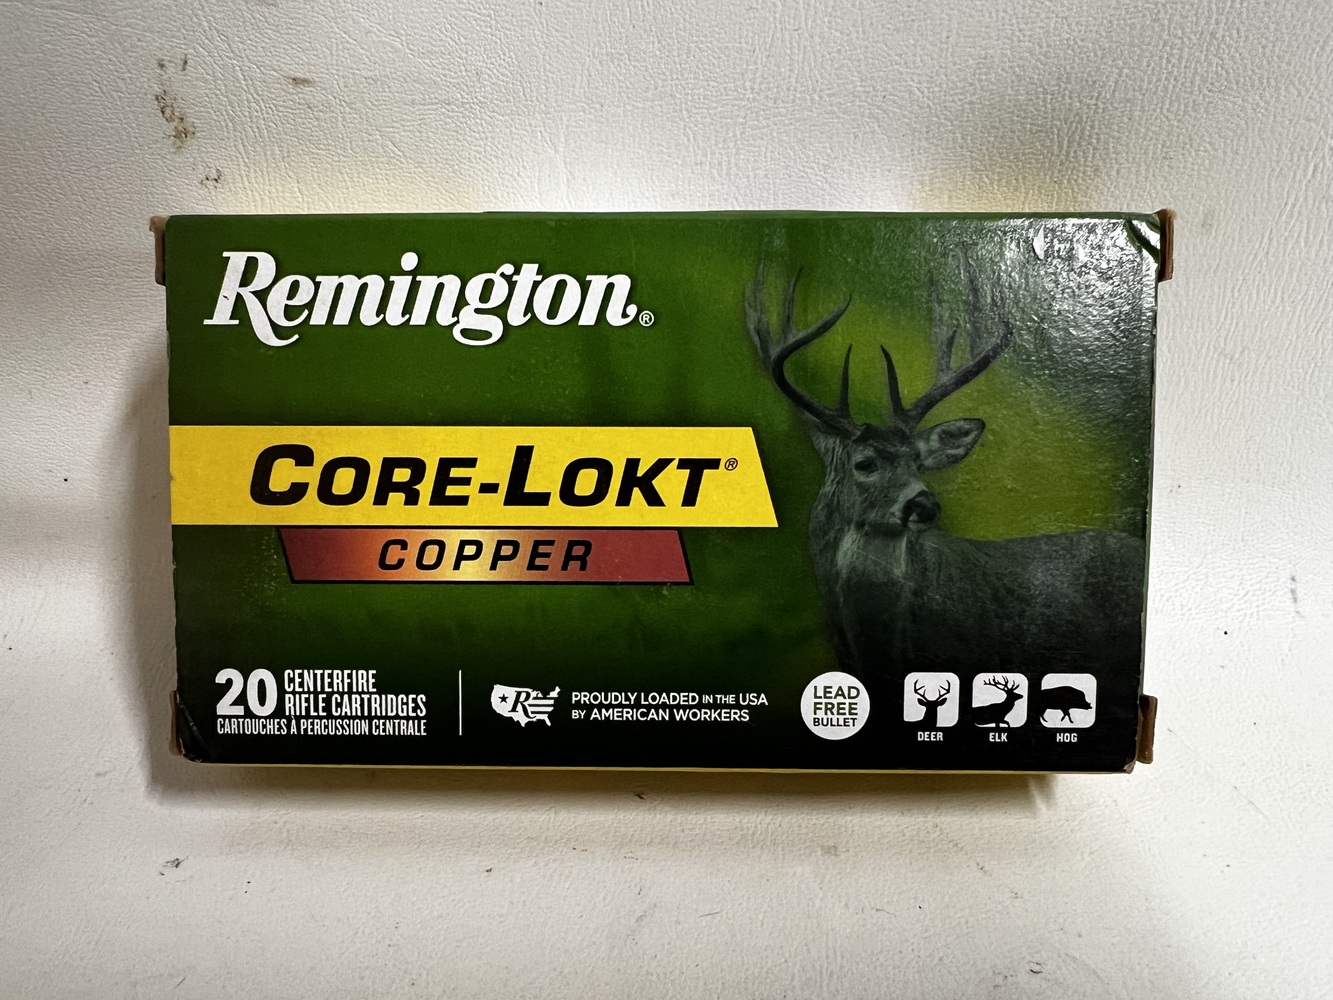 Remington®
CORE-LOKT®
COPPER
20 CENTERFIRE
RIFLE CARTRIDGES
CARTOUCHES À PERCUSSION CENTRALE
R
PROUDLY LOADED IN THE USA
BY AMERICAN WORKERS
LEAD
FREE
BULLET
DEER
ELK
HOG